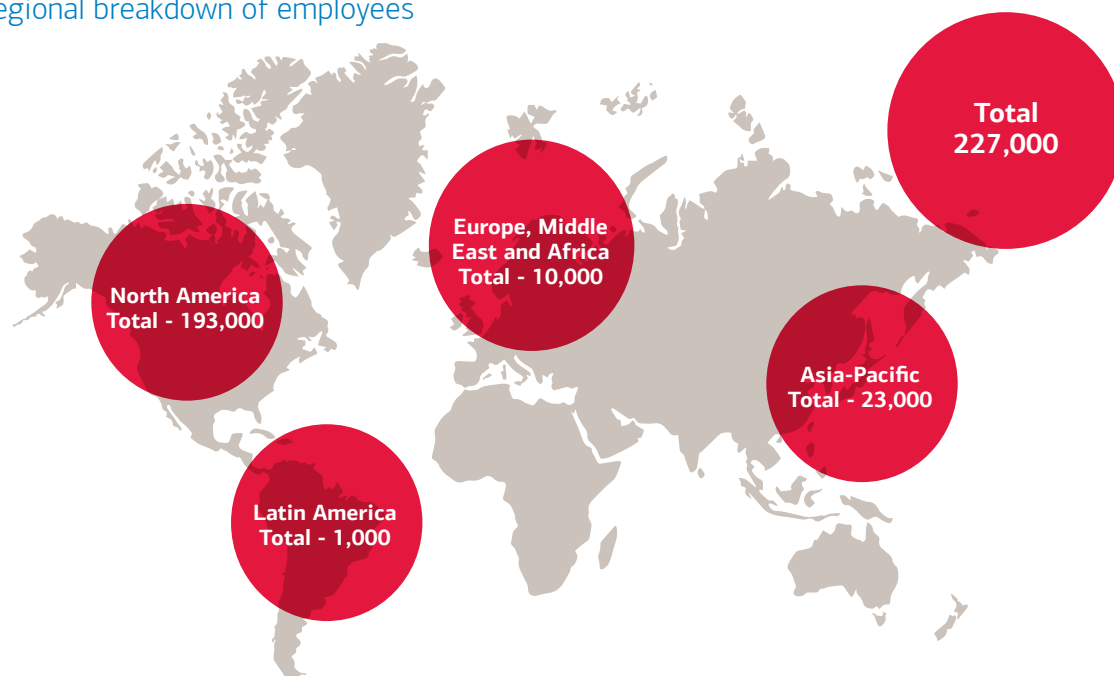 egional breakdown of employees
Total
227,000
Europe, Middle
East and Africa
Total - 10,000
North America
Total - 193,000
Asia-Pacific
Total - 23,000
Latin America
Total - 1,000